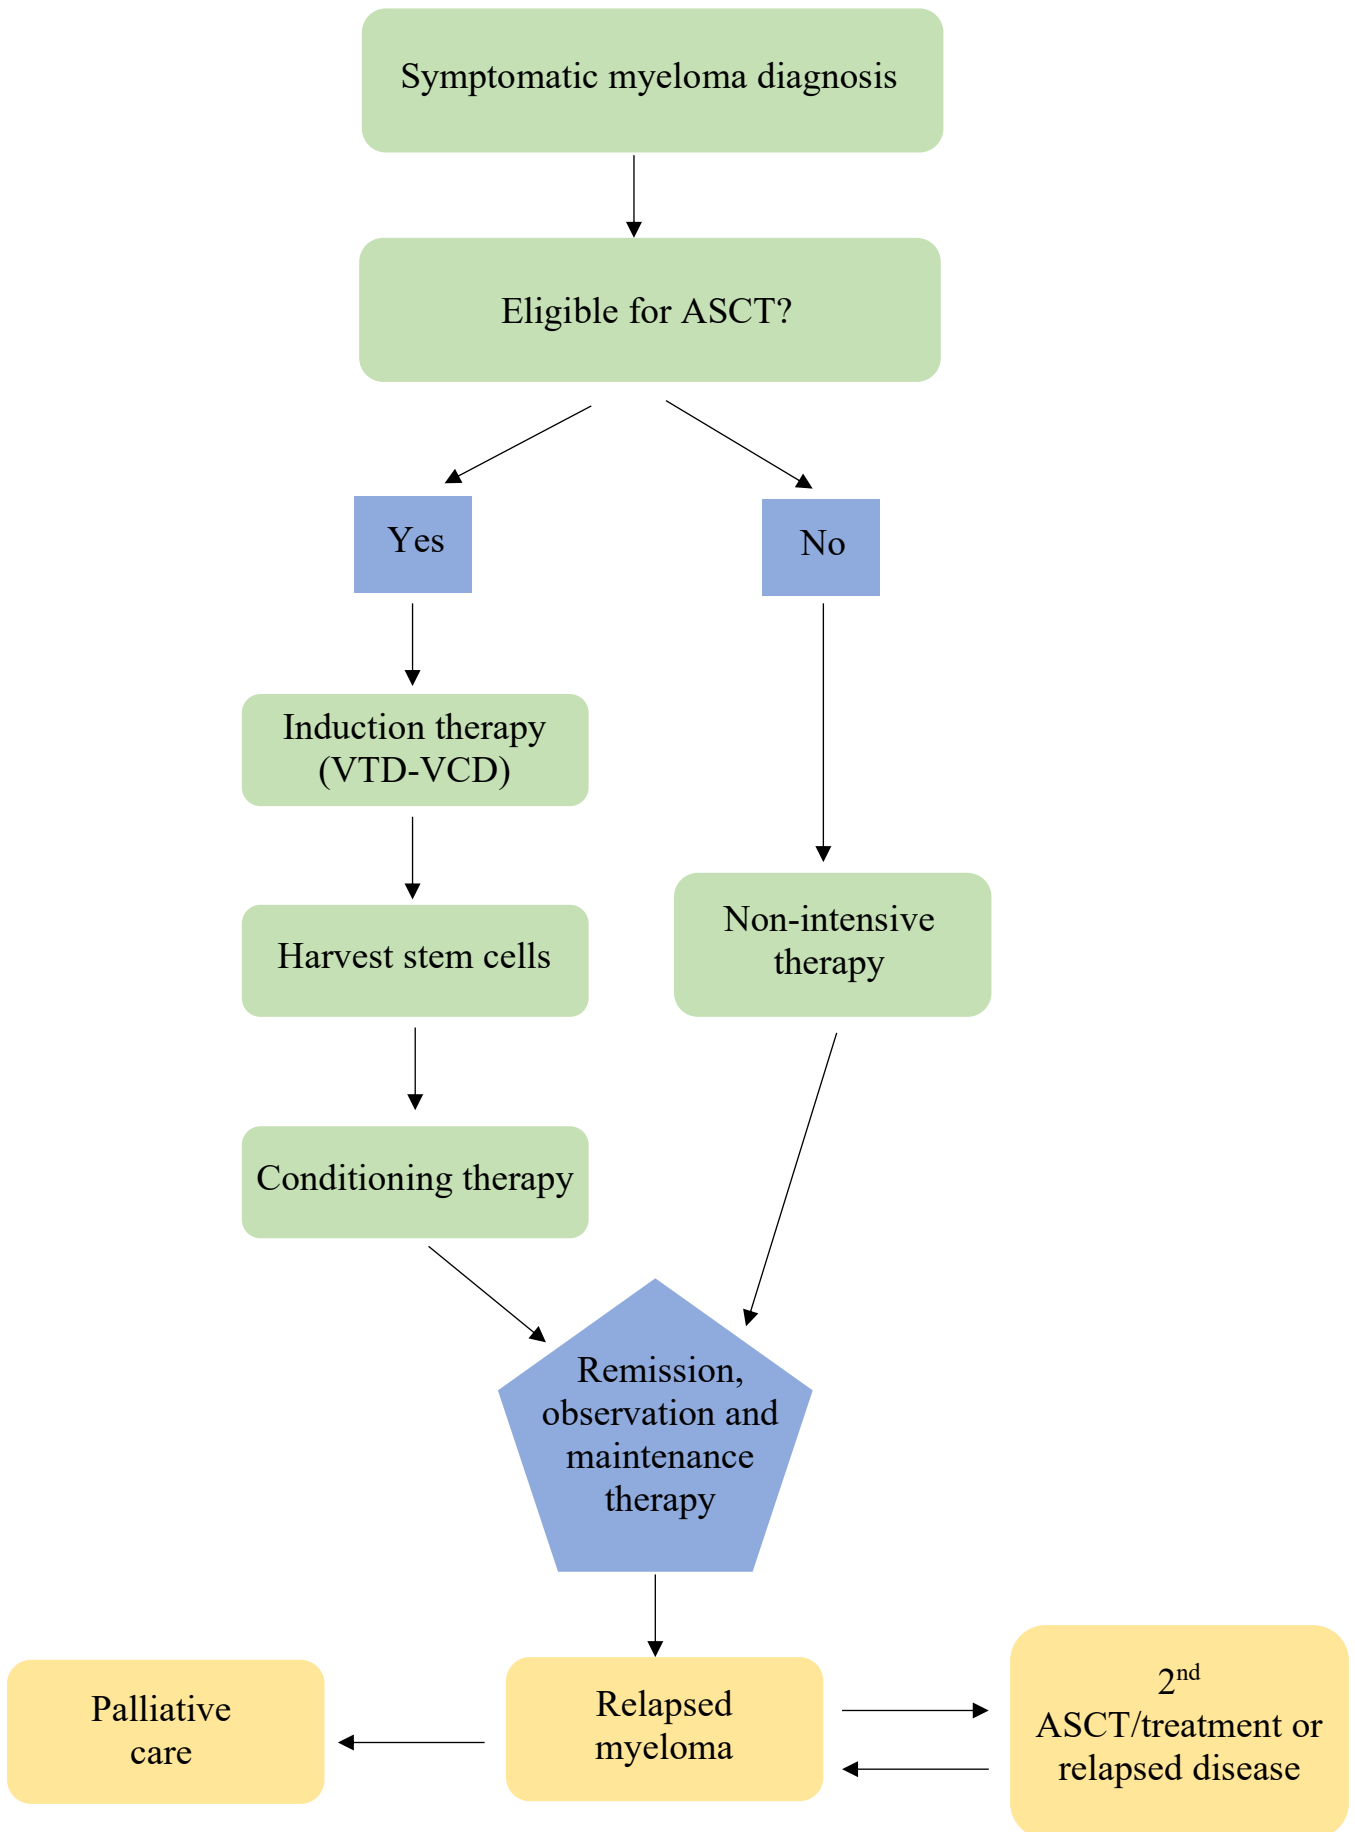 Symptomatic myeloma diagnosis
Eligible for ASCT?
Yes
No
Induction therapy
(VTD-VCD)
Harvest stem cells
Non-intensive
therapy
Conditioning therapy
Remission,
observation and
maintenance
therapy
Palliative
care
Relapsed
myeloma
2nd
ASCT/treatment or
relapsed disease